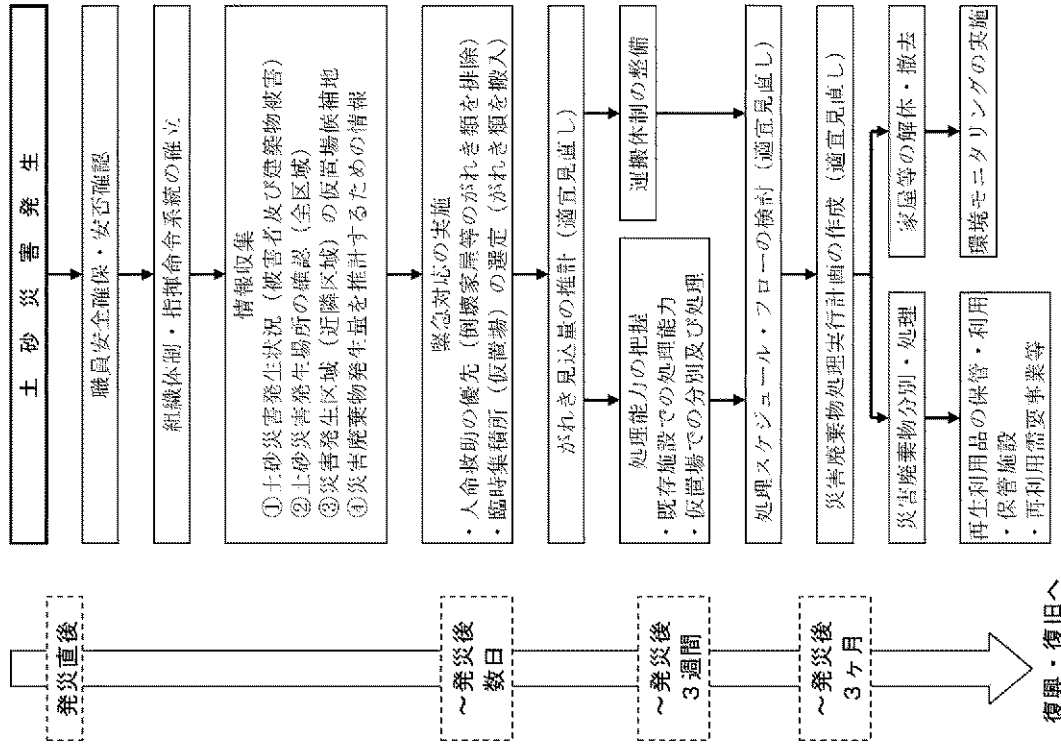 土砂災害発生
職員安全確保・安否確認
組織体制・指揮命令系統の確立
情報収集
①土砂災害発生状況（被害者及び建築物被害）
②土砂災害発生場所の確認（全区域）
③災害発生区域（近隣区域）の仮置場候補地
④災害廃棄物発生量を推計するための情報
緊急対応の実施
・人命救助の優先（倒壊家屋等のがれき類を排除）
・臨時集積所（仮置場）の選定（がれき類を搬入）
がれき見込量の推計（適宜見直し）
処理能力の把握
・既存施設での処理能力
・仮置場での分別及び処理
運搬体制の整備
処理スケジュール・フローの検討（適宜見直し）
災害廃棄物処理実行計画の作成（適宜見直し）
災害廃棄物分別・処理
家屋等の解体・撤去
再生利用品の保管・利用
・保管施設
・再利用需要事業等
環境モニタリングの実施
発災直後
～発災後
数日
～発災後
３週間
～発災後
３ヶ月
復興・復旧へ